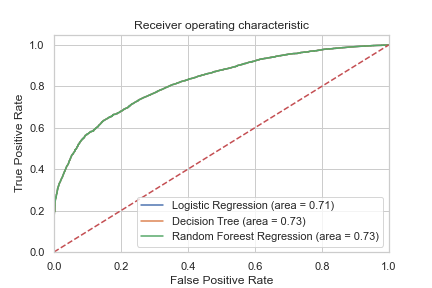 Receiver operating characteristic
1.0
0.8
0.6
0.4
0.2
0.0
True Positive Rate
Logistic Regression (area = 0.71)
Decision Tree (area = 0.73)
Random Foreest Regression (area = 0.73)
0.0 0.2 0.4 0.6 0.8 1.0
False Positive Rate